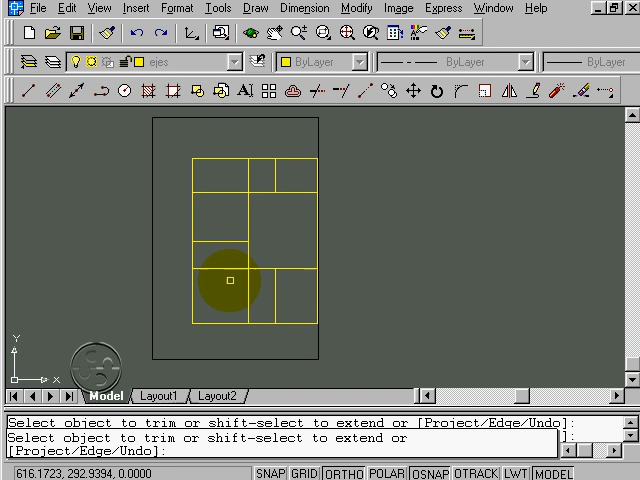 File Edit View Insert Format Tools Draw Dimension Modify Image Express Window Help
ejes ByLayer ByLayer ByLayer
A
Y
X
Model Layout1 Layout2
Select object to trim or shift-select to extend or [Project/Edge/Undo]:
Select object to trim or shift-select to extend or
[Project/Edge/Undo]:
616.1723, 292.9394, 0.0000 SNAP GRID ORTHO POLAR OSNAP OTRACK LWT MODEL